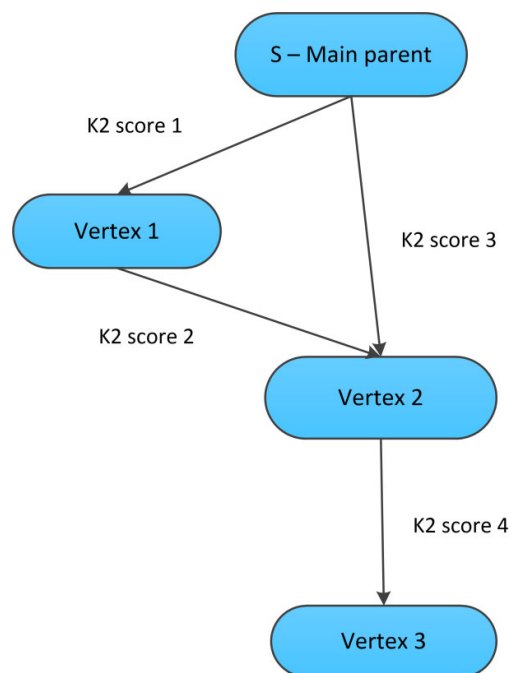 S – Main parent
K2 score 1
Vertex 1
K2 score 3
K2 score 2
Vertex 2
K2 score 4
Vertex 3